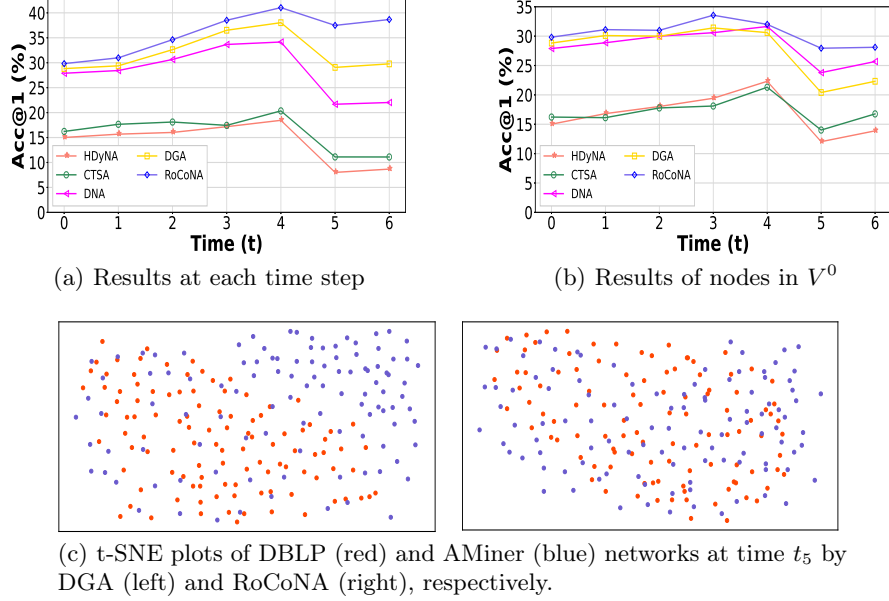 40
35
30
25
20
15
10
5
0
Acc@1 (%)
HDyNA
CTSA
DNA
DGA
RoCoNA
0 1 2 3 4 5 6
Time (t)
(a) Results at each time step
35
30
25
20
15
10
5
0
Acc@1 (%)
HDyNA
CTSA
DNA
DGA
RoCoNA
0 1 2 3 4 5 6
Time (t)
(b) Results of nodes in V⁰
(c) t-SNE plots of DBLP (red) and AMiner (blue) networks at time t₅ by
DGA (left) and RoCoNA (right), respectively.